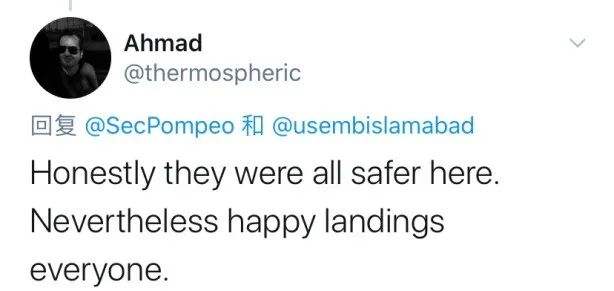 Ahmad
@thermospheric
回复 @SecPompeo 和 @usembislamabad
Honestly they were all safer here.
Nevertheless happy landings
everyone.